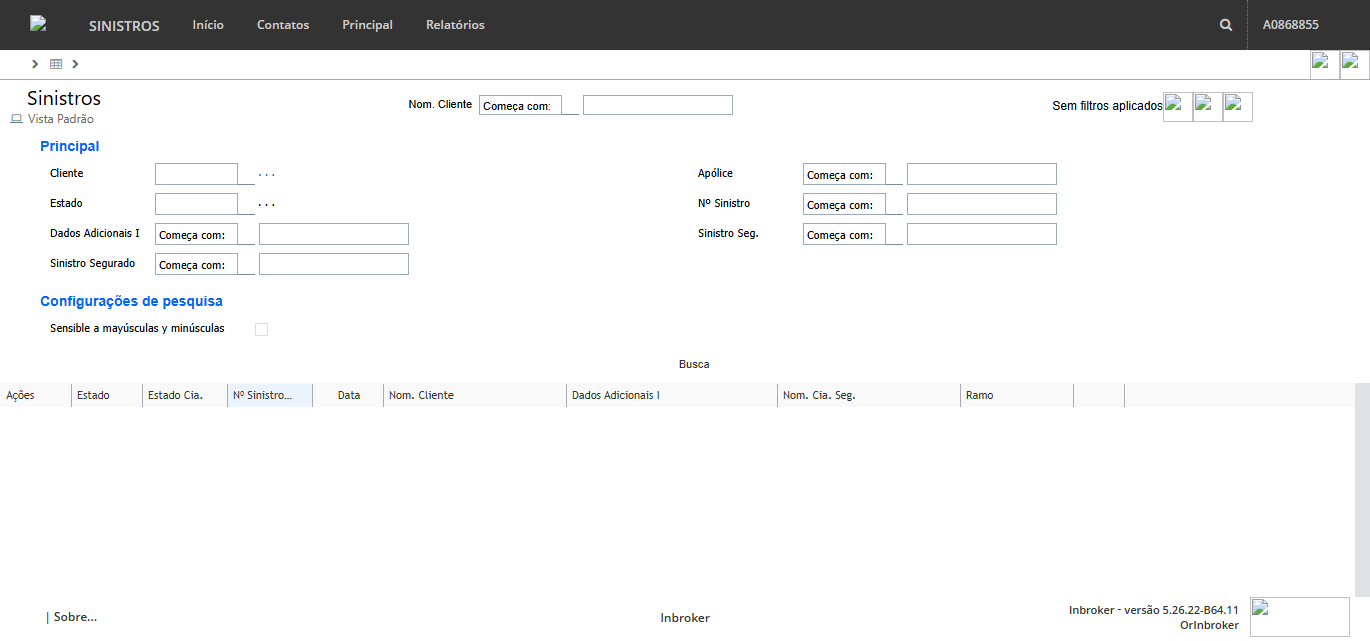 SINISTROS Início Contatos Principal Relatórios A0868855
Sinistros
Vista Padrão
Nom. Cliente Começa com:
Sem filtros aplicados
Principal
Cliente ... Apólice Começa com:
Estado ... Nº Sinistro Começa com:
Dados Adicionais I Começa com: Sinistro Seg. Começa com:
Sinistro Segurado Começa com:
Configurações de pesquisa
Sensible a mayúsculas y minúsculas
Busca
Ações Estado Estado Cia. Nº Sinistro... Data Nom. Cliente Dados Adicionais I Nom. Cia. Seg. Ramo
| Sobre... Inbroker Inbroker - versão 5.26.22-B64.11
OrInbroker